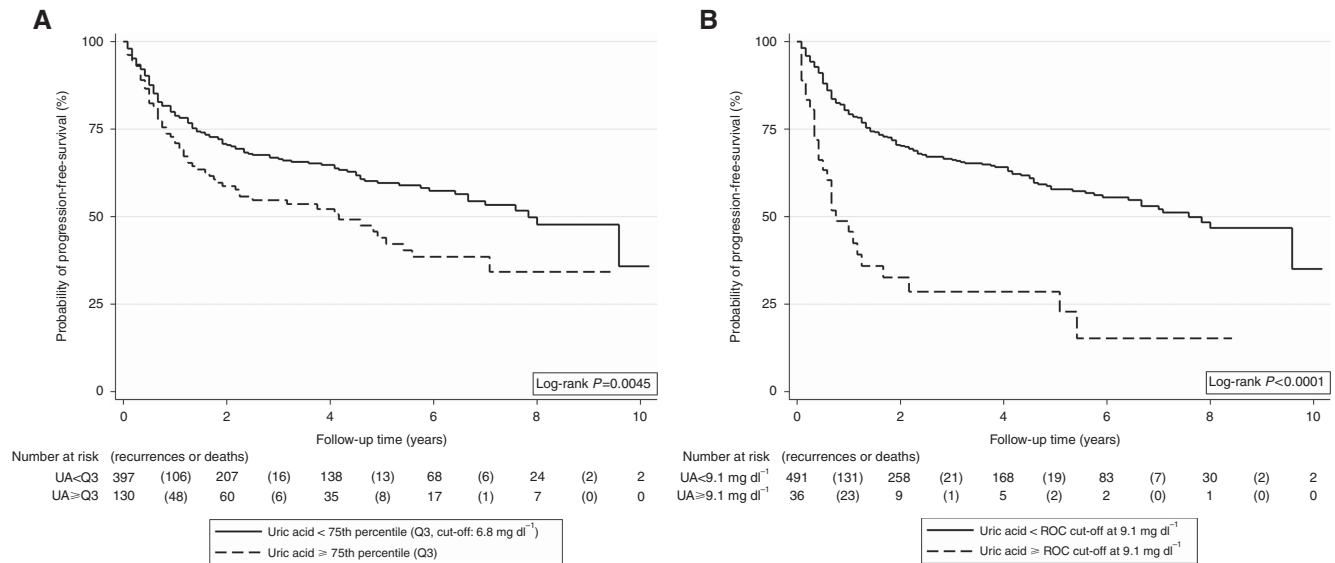 A
Probability of progression-free-survival (%)
100
75
50
25
0
Log-rank P=0.0045
0 2 4 6 8 10
Follow-up time (years)
Number at risk (recurrences or deaths)
UA<Q3 397 (106) 207 (16) 138 (13) 68 (6) 24 (2) 2
UA≥Q3 130 (48) 60 (6) 35 (8) 17 (1) 7 (0) 0
Uric acid < 75th percentile (Q3, cut-off: 6.8 mg dl⁻¹)
Uric acid ≥ 75th percentile (Q3)
B
Probability of progression-free-survival (%)
100
75
50
25
0
Log-rank P<0.0001
0 2 4 6 8 10
Follow-up time (years)
Number at risk (recurrences or deaths)
UA<9.1 mg dl⁻¹ 491 (131) 258 (21) 168 (19) 83 (7) 30 (2) 2
UA≥9.1 mg dl⁻¹ 36 (23) 9 (1) 5 (2) 2 (0) 1 (0) 0
Uric acid < ROC cut-off at 9.1 mg dl⁻¹
Uric acid ≥ ROC cut-off at 9.1 mg dl⁻¹